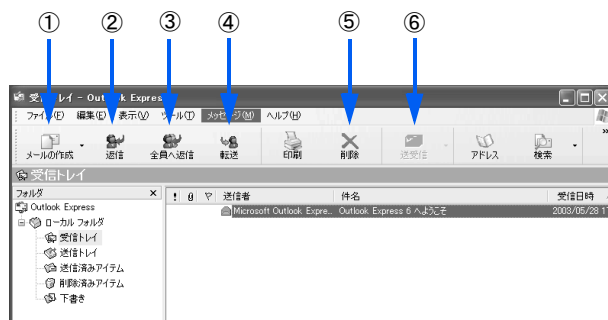 ① ② ③ ④ ⑤ ⑥
受信トレイ - Outlook Express
ファイル(F) 編集(E) 表示(V) ツール(T) メッセージ(M) ヘルプ(H)
メールの作成 返信 全員へ返信 転送 印刷 削除 送受信 アドレス 検索 »
受信トレイ
フォルダ × ! 送信者 件名 受信日時
Outlook Express
Microsoft Outlook Expre... Outlook Express 6 へようこそ 2003/05/28 17
ローカル フォルダ
受信トレイ
送信トレイ
送信済みアイテム
削除済みアイテム
下書き